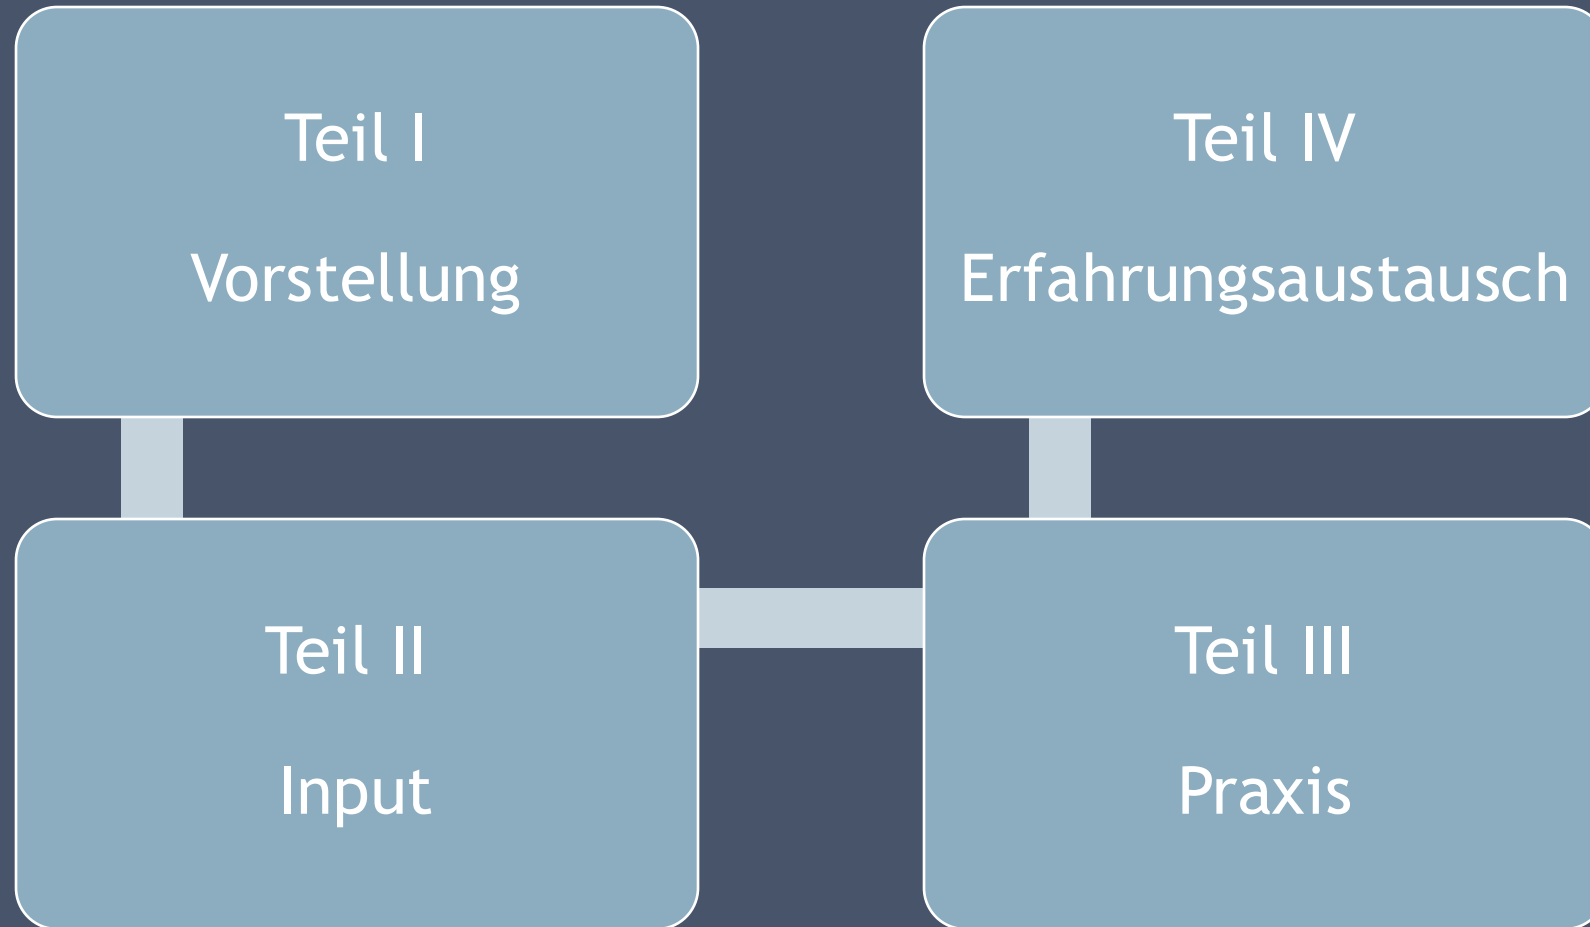 Teil I
Vorstellung
Teil II
Input
Teil III
Praxis
Teil IV
Erfahrungsaustausch